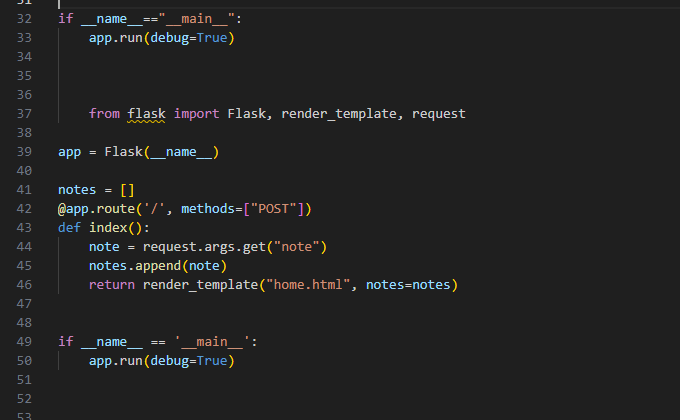 31
32 if __name__=="__main__":
33     app.run(debug=True)
34
35
36
37     from flask import Flask, render_template, request
38
39 app = Flask(__name__)
40
41 notes = []
42 @app.route('/', methods=["POST"])
43 def index():
44     note = request.args.get("note")
45     notes.append(note)
46     return render_template("home.html", notes=notes)
47
48
49 if __name__ == '__main__':
50     app.run(debug=True)
51
52
53